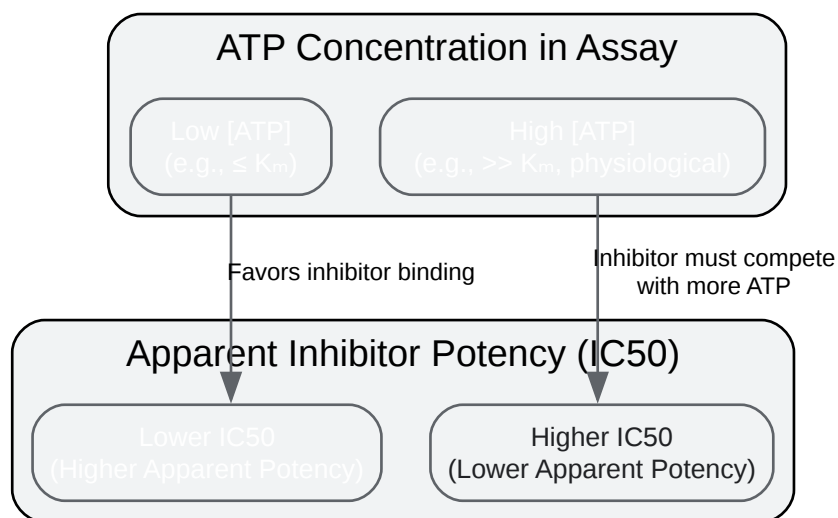 ATP Concentration in Assay
Low [ATP]
(e.g., ≤ Kₘ)
High [ATP]
(e.g., >> Kₘ, physiological)
Favors inhibitor binding
Inhibitor must compete
with more ATP
Apparent Inhibitor Potency (IC50)
Lower IC50
(Higher Apparent Potency)
Higher IC50
(Lower Apparent Potency)